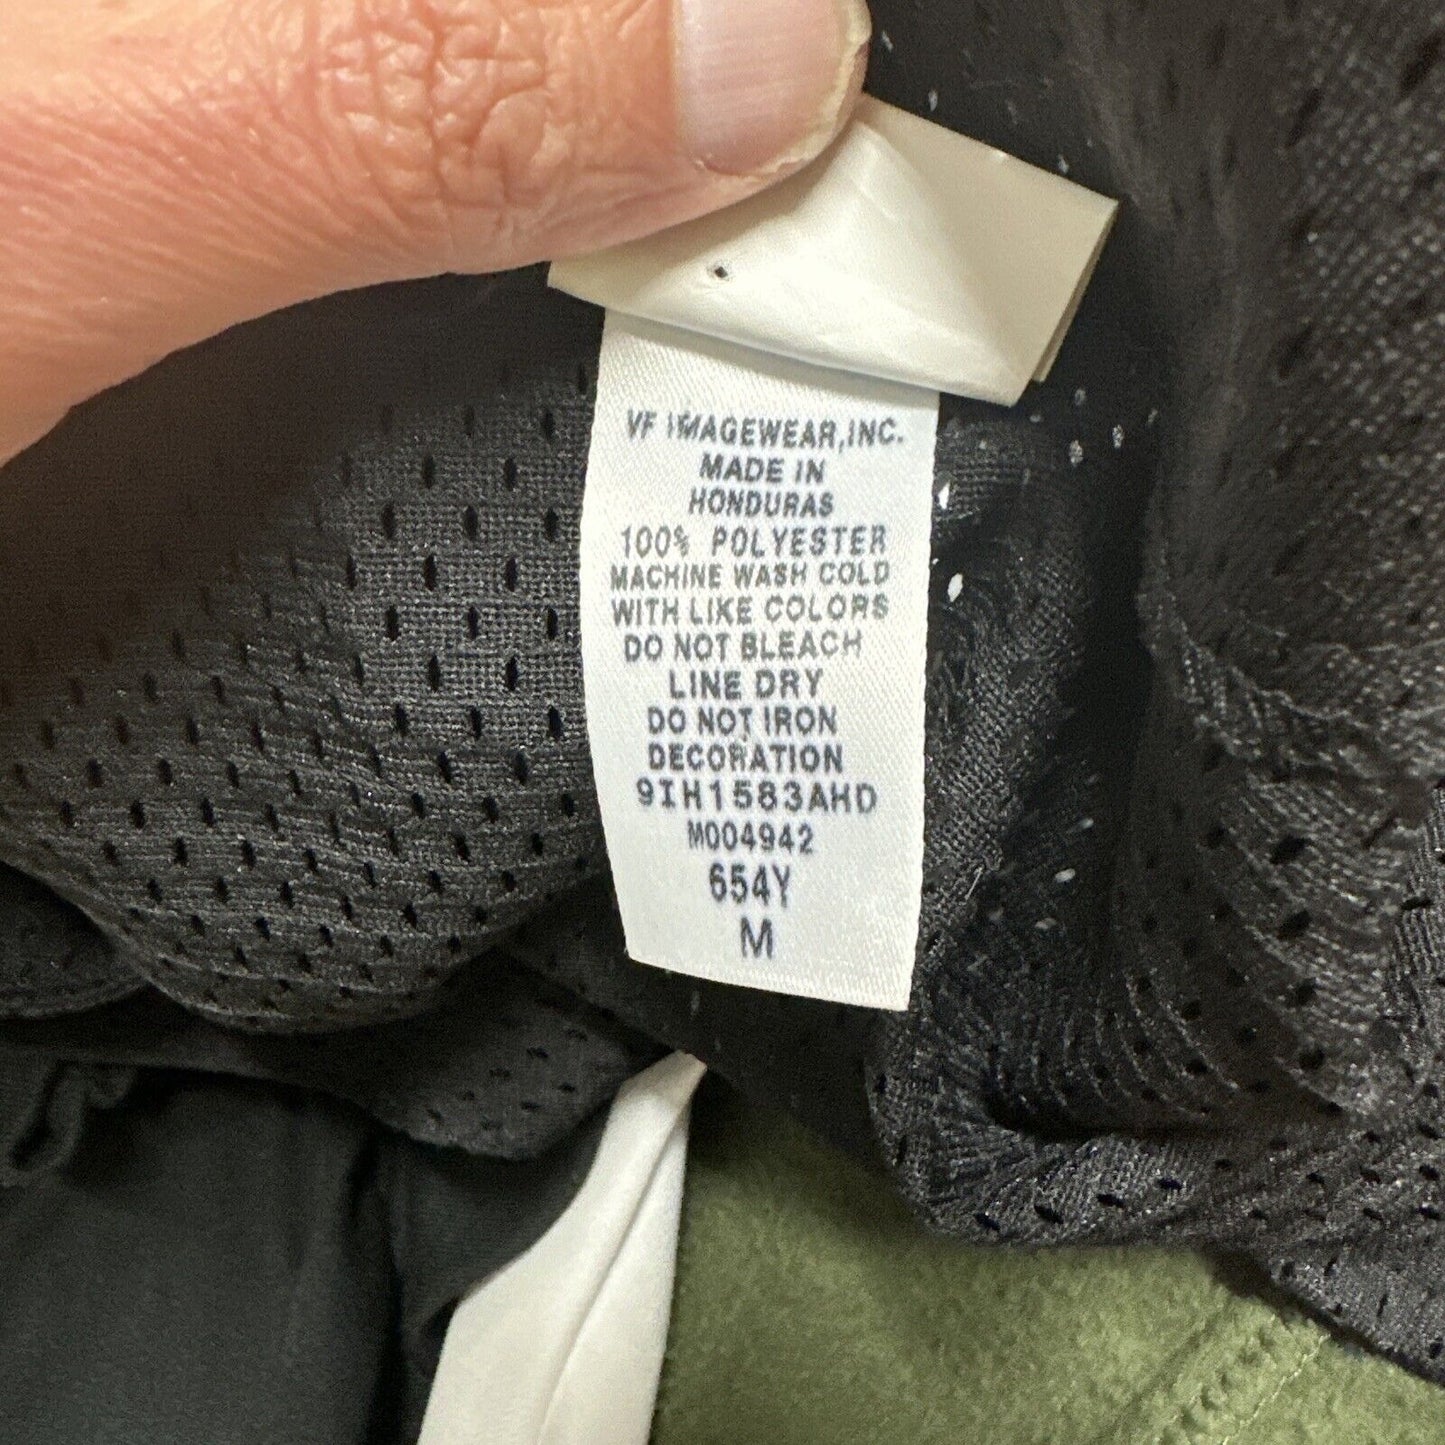 VF IMAGEWEAR,INC.
MADE IN
HONDURAS
100% POLYESTER
MACHINE WASH COLD
WITH LIKE COLORS
DO NOT BLEACH
LINE DRY
DO NOT IRON
DECORATION
9IH1583AHD
M004942
654Y
M